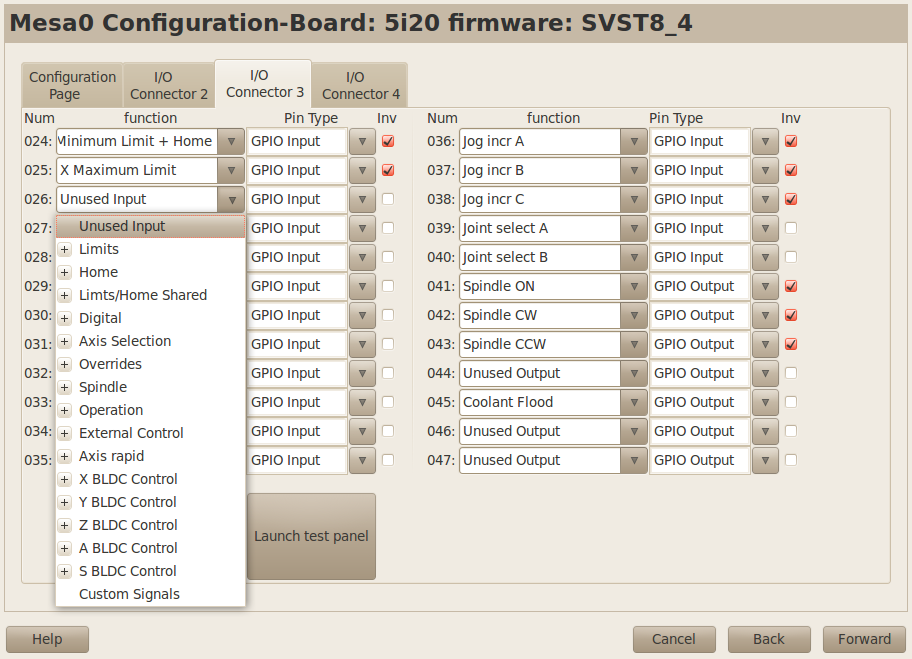 Mesa0 Configuration-Board: 5i20 firmware: SVST8_4
Configuration Page
I/O Connector 2
I/O Connector 3
I/O Connector 4
Num function Pin Type Inv Num function Pin Type Inv
024: Minimum Limit + Home GPIO Input 036: Jog incr A GPIO Input
025: X Maximum Limit GPIO Input 037: Jog incr B GPIO Input
026: Unused Input GPIO Input 038: Jog incr C GPIO Input
027: GPIO Input 039: Joint select A GPIO Input
028: GPIO Input 040: Joint select B GPIO Input
029: GPIO Input 041: Spindle ON GPIO Output
030: GPIO Input 042: Spindle CW GPIO Output
031: GPIO Input 043: Spindle CCW GPIO Output
032: GPIO Input 044: Unused Output GPIO Output
033: GPIO Input 045: Coolant Flood GPIO Output
034: GPIO Input 046: Unused Output GPIO Output
035: GPIO Input 047: Unused Output GPIO Output
Unused Input
Limits
Home
Limts/Home Shared
Digital
Axis Selection
Overrides
Spindle
Operation
External Control
Axis rapid
X BLDC Control
Y BLDC Control
Z BLDC Control
A BLDC Control
S BLDC Control
Custom Signals
Launch test panel
Help Cancel Back Forward